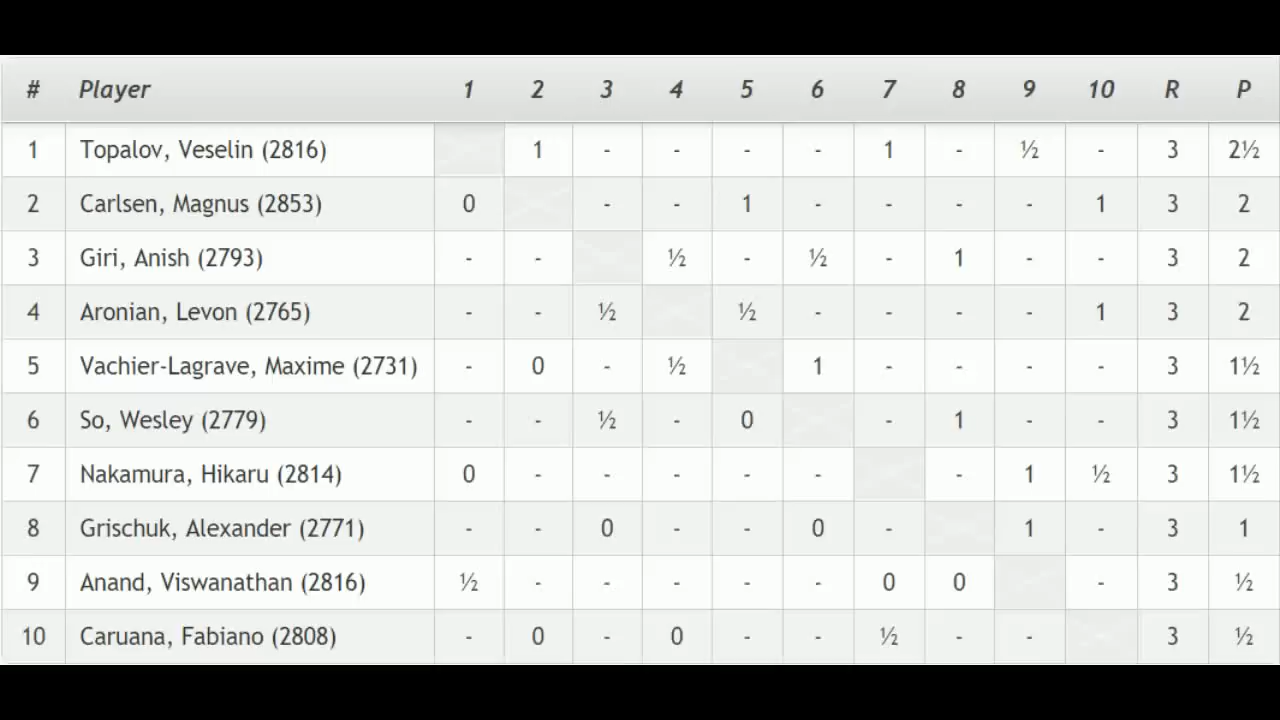 # Player 1 2 3 4 5 6 7 8 9 10 R P
1 Topalov, Veselin (2816) 1 - - - - 1 - ½ - 3 2½
2 Carlsen, Magnus (2853) 0 - - 1 - - - - 1 3 2
3 Giri, Anish (2793) - - ½ - ½ - 1 - - 3 2
4 Aronian, Levon (2765) - - ½ ½ - - - - 1 3 2
5 Vachier-Lagrave, Maxime (2731) - 0 - ½ 1 - - - - 3 1½
6 So, Wesley (2779) - - ½ - 0 - 1 - - 3 1½
7 Nakamura, Hikaru (2814) 0 - - - - - - 1 ½ 3 1½
8 Grischuk, Alexander (2771) - - 0 - - 0 - 1 - 3 1
9 Anand, Viswanathan (2816) ½ - - - - - 0 0 - 3 ½
10 Caruana, Fabiano (2808) - 0 - 0 - - ½ - - 3 ½